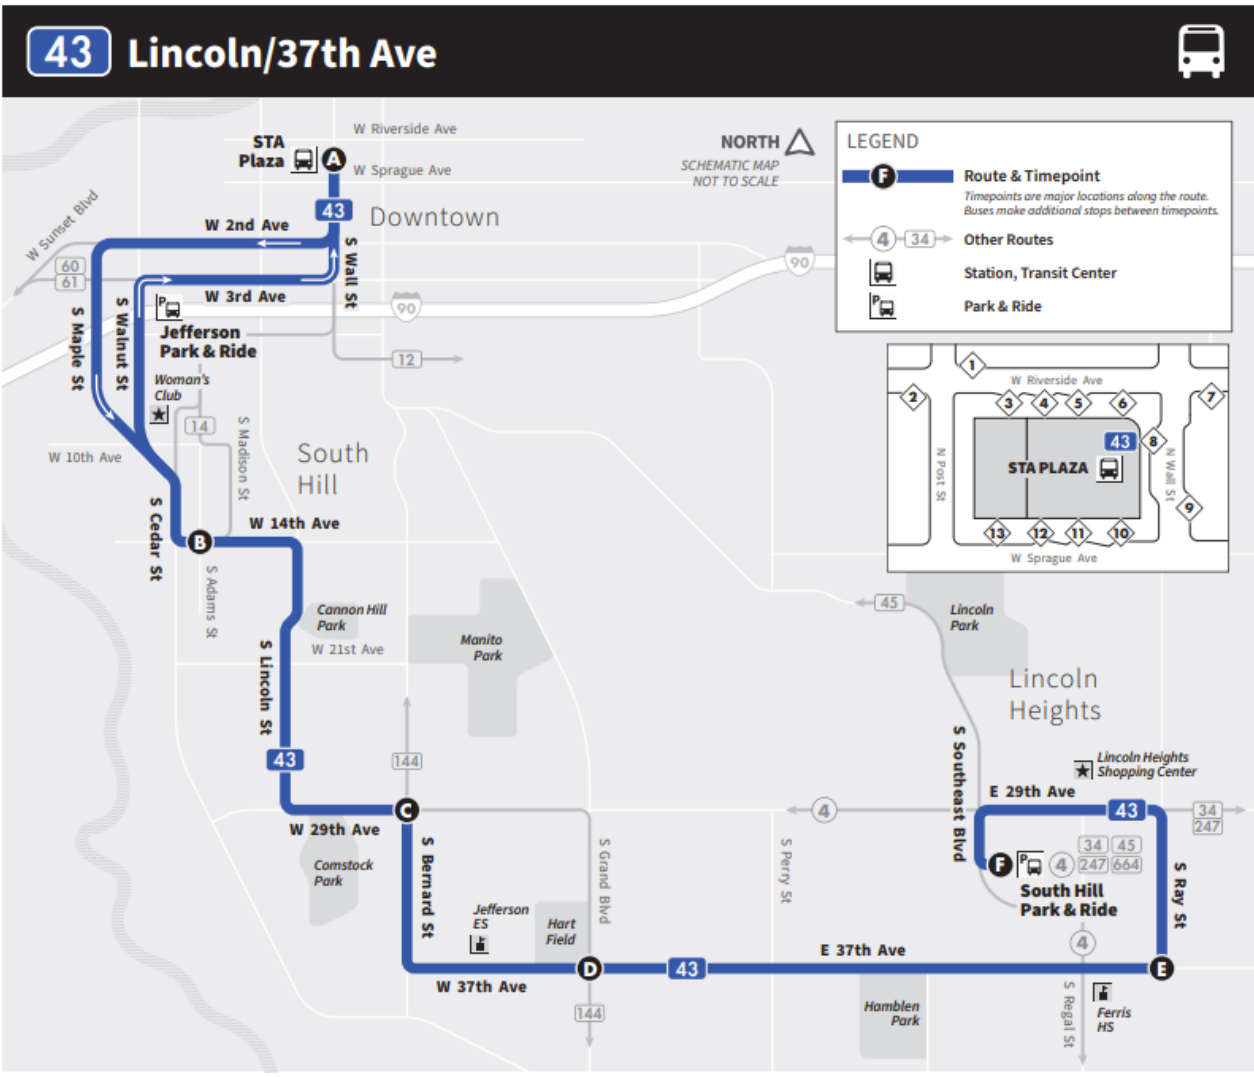 43 Lincoln/37th Ave
W Riverside Ave
STA
Plaza
A
W Sprague Ave
NORTH
SCHEMATIC MAP
NOT TO SCALE
LEGEND
F
Route & Timepoint
Timepoints are major locations along the route.
Buses make additional stops between timepoints.
4
34
Other Routes
Station, Transit Center
P
Park & Ride
43
Downtown
W Sunset Blvd
W 2nd Ave
60
61
S Wall St
W 3rd Ave
90
90
S Maple St
S Walnut St
P
Jefferson
Park & Ride
12
Woman's
Club
14
S Madison St
W 10th Ave
South
Hill
S Cedar St
W 14th Ave
B
S Adams St
1
W Riverside Ave
2
3
4
5
6
7
43
8
STA PLAZA
N Post St
N Wall St
9
13
12
11
10
W Sprague Ave
Cannon Hill
Park
W 21st Ave
Manito
Park
45
Lincoln
Park
S Lincoln St
Lincoln
Heights
43
144
S Southeast Blvd
Lincoln Heights
Shopping Center
E 29th Ave
C
4
43
34
247
W 29th Ave
Comstock
Park
S Bernard St
S Grand Blvd
S Perry St
F
P
4
34
45
247
664
South Hill
Park & Ride
S Ray St
Jefferson
ES
Hart
Field
4
E 37th Ave
D
43
E
W 37th Ave
144
Hamblen
Park
S Regal St
Ferris
HS